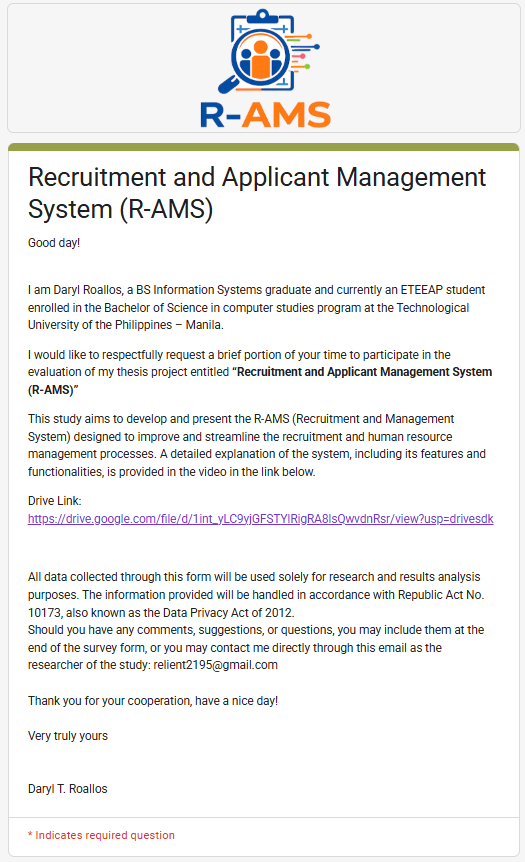 R-AMS
Recruitment and Applicant Management
System (R-AMS)
Good day!
I am Daryl Roallos, a BS Information Systems graduate and currently an ETEEAP student
enrolled in the Bachelor of Science in computer studies program at the Technological
University of the Philippines – Manila.
I would like to respectfully request a brief portion of your time to participate in the
evaluation of my thesis project entitled “Recruitment and Applicant Management System
(R-AMS)”
This study aims to develop and present the R-AMS (Recruitment and Management
System) designed to improve and streamline the recruitment and human resource
management processes. A detailed explanation of the system, including its features and
functionalities, is provided in the video in the link below.
Drive Link:
https://drive.google.com/file/d/1int_yLC9yjGFSTYlRigRA8lsQwvdnRsr/view?usp=drivesdk
All data collected through this form will be used solely for research and results analysis
purposes. The information provided will be handled in accordance with Republic Act No.
10173, also known as the Data Privacy Act of 2012.
Should you have any comments, suggestions, or questions, you may include them at the
end of the survey form, or you may contact me directly through this email as the
researcher of the study: relient2195@gmail.com
Thank you for your cooperation, have a nice day!
Very truly yours
Daryl T. Roallos
* Indicates required question